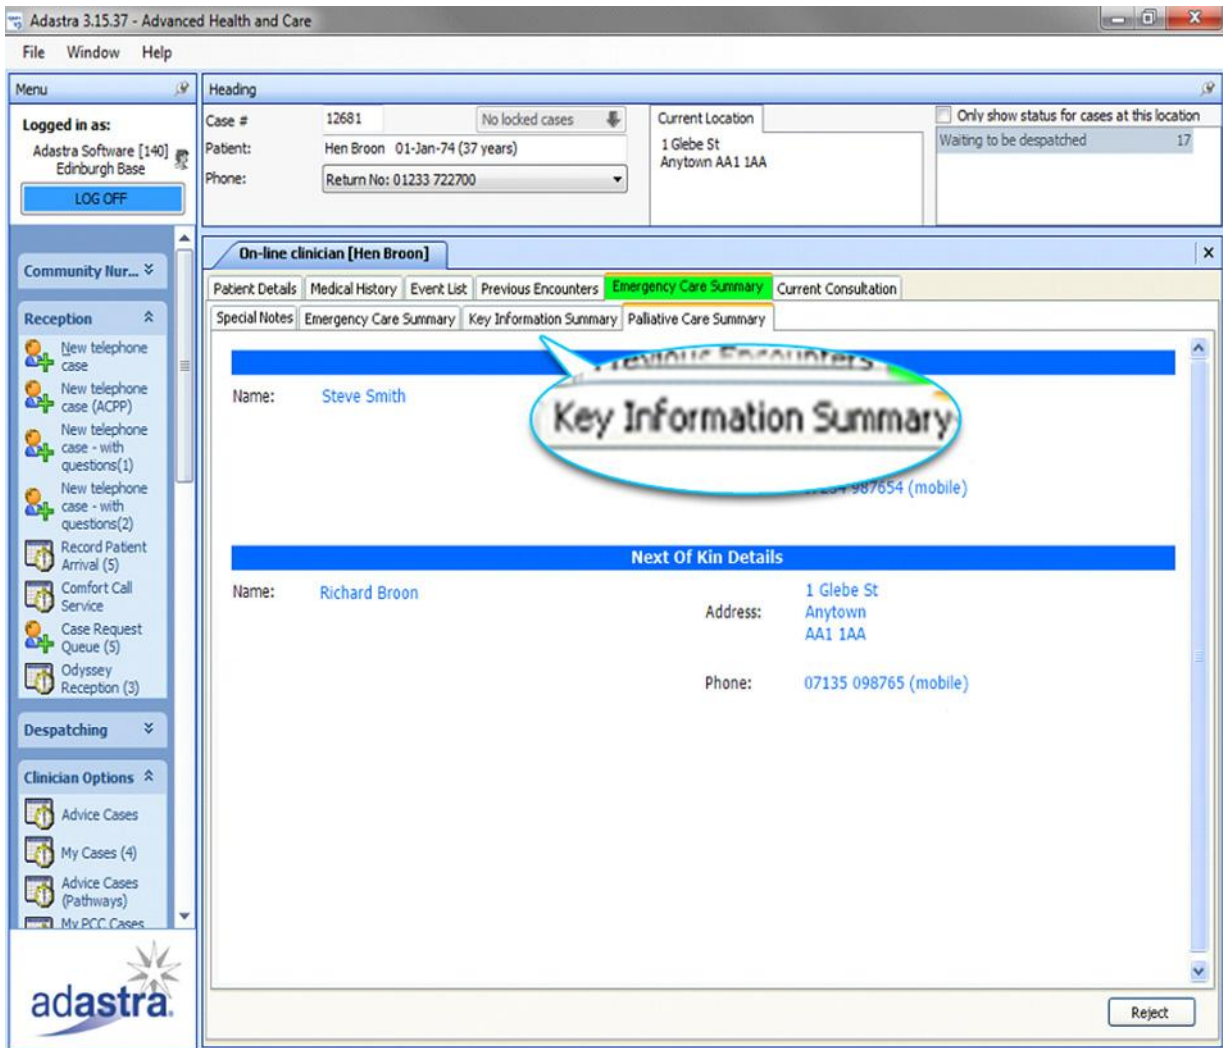 Adastra 3.15.37 - Advanced Health and Care
File Window Help
Menu
Logged in as:
Adastra Software [140]
Edinburgh Base
LOG OFF
Community Nur...
Reception
New telephone
case
New telephone
case (ACPP)
New telephone
case - with
questions(1)
New telephone
case - with
questions(2)
Record Patient
Arrival (5)
Comfort Call
Service
Case Request
Queue (5)
Odyssey
Reception (3)
Despatching
Clinician Options
Advice Cases
My Cases (4)
Advice Cases
(Pathways)
My PCC Cases
adastra.
Heading
Case # 12681 No locked cases
Patient: Hen Broon 01-Jan-74 (37 years)
Phone: Return No: 01233 722700
Current Location
1 Glebe St
Anytown AA1 1AA
Only show status for cases at this location
Waiting to be despatched 17
On-line clinician [Hen Broon]
Patient Details Medical History Event List Previous Encounters Emergency Care Summary Current Consultation
Special Notes Emergency Care Summary Key Information Summary Palliative Care Summary
Previous Encounters
Key Information Summary
Name: Steve Smith
987654 (mobile)
Next Of Kin Details
Name: Richard Broon
Address: 1 Glebe St
Anytown
AA1 1AA
Phone: 07135 098765 (mobile)
Reject